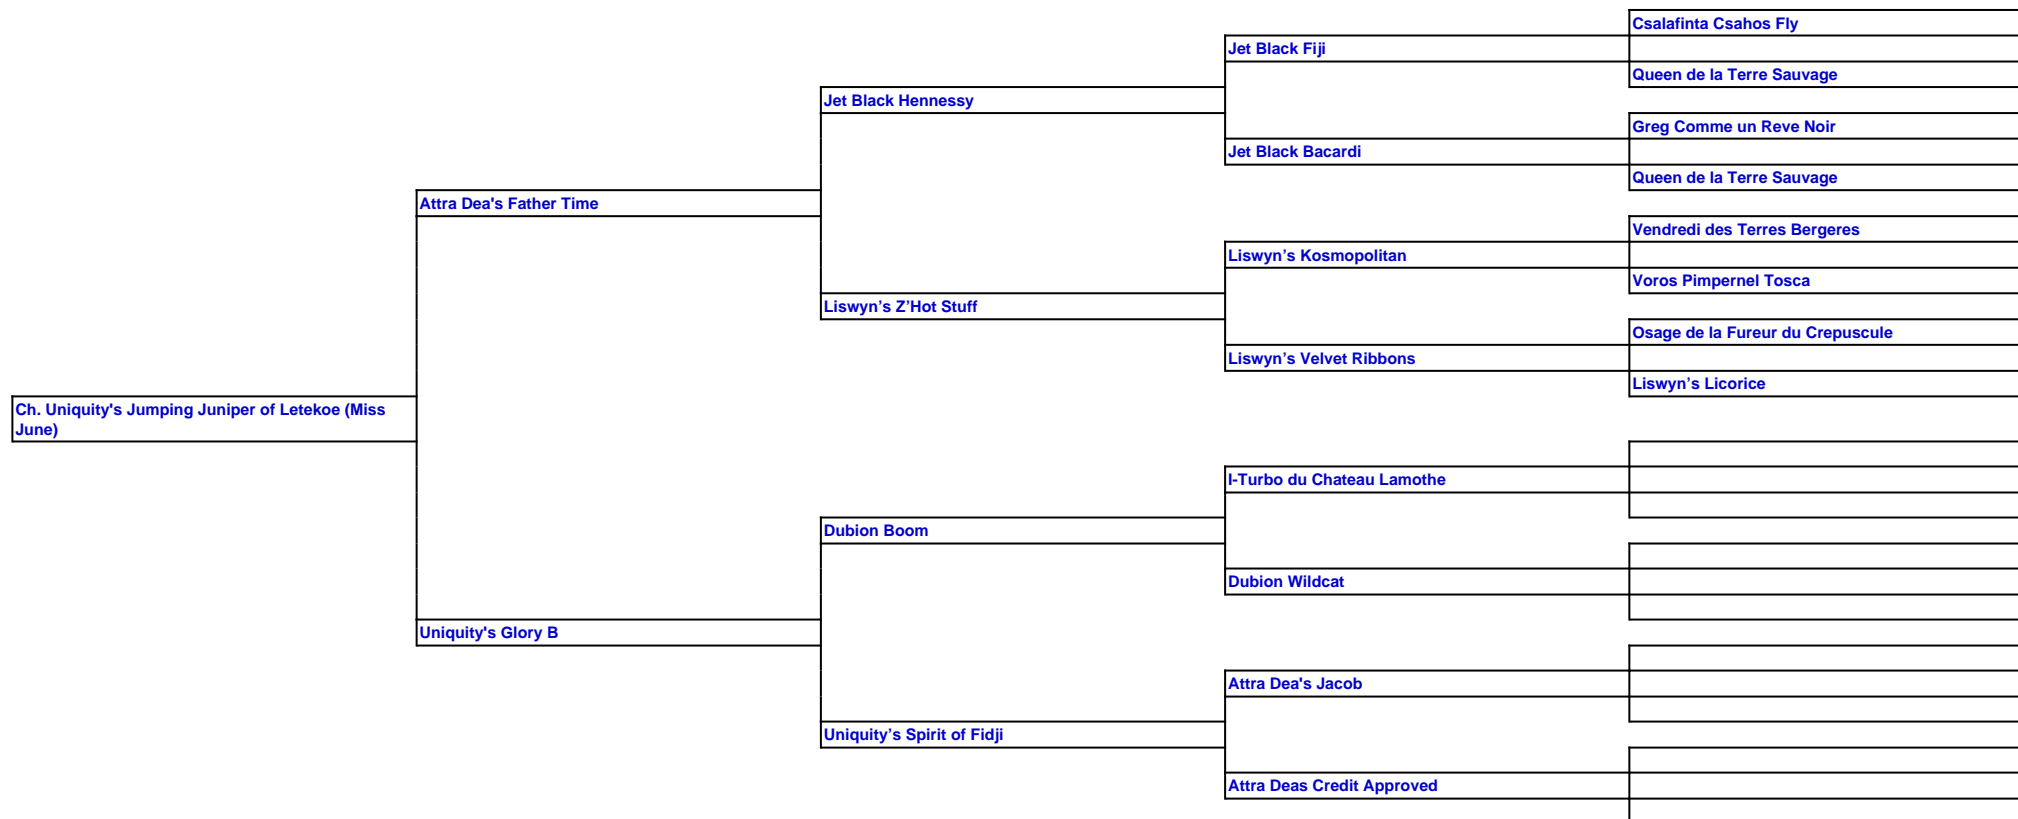 Csalafinta Csahos Fly
Jet Black Fiji
Queen de la Terre Sauvage
Jet Black Hennessy
Greg Comme un Reve Noir
Jet Black Bacardi
Queen de la Terre Sauvage
Attra Dea's Father Time
Vendredi des Terres Bergeres
Liswyn’s Kosmopolitan
Voros Pimpernel Tosca
Liswyn’s Z’Hot Stuff
Osage de la Fureur du Crepuscule
Liswyn’s Velvet Ribbons
Liswyn’s Licorice
Ch. Uniquity's Jumping Juniper of Letekoe (Miss
June)
I-Turbo du Chateau Lamothe
Dubion Boom
Dubion Wildcat
Uniquity's Glory B
Attra Dea's Jacob
Uniquity’s Spirit of Fidji
Attra Deas Credit Approved